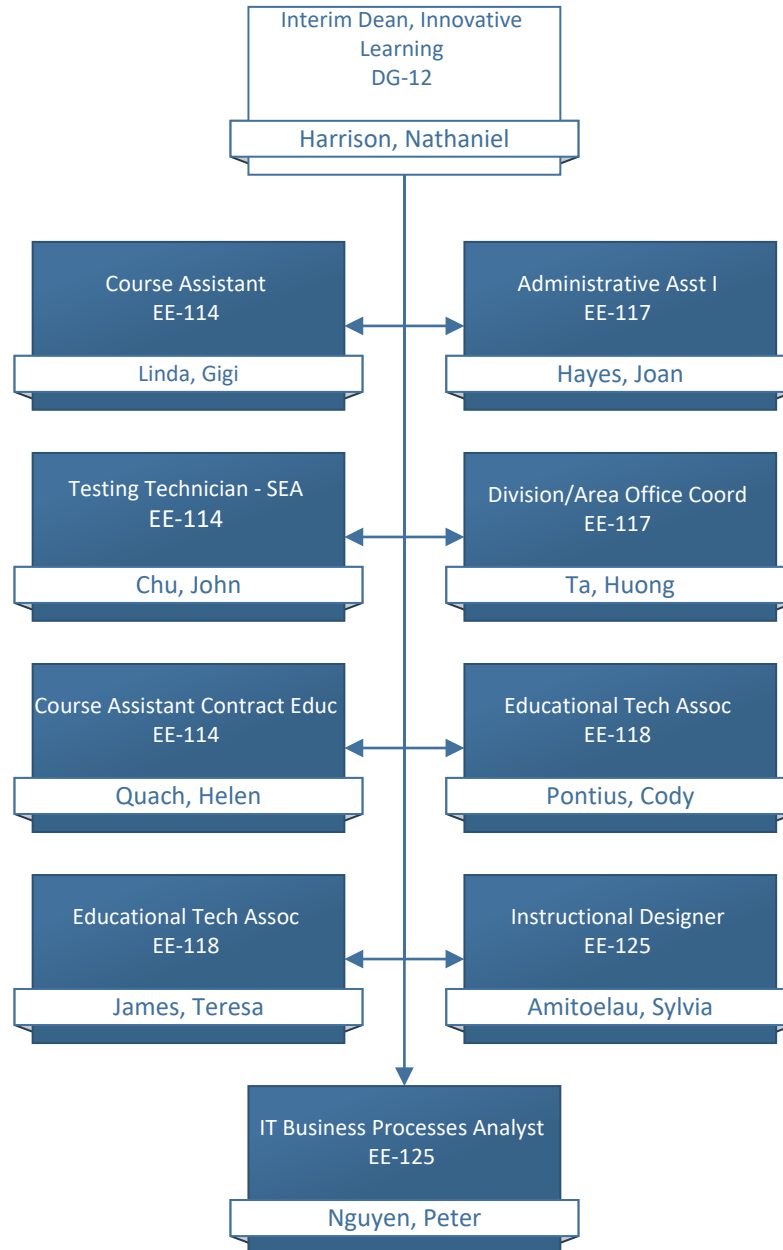 Interim Dean, Innovative
Learning
DG-12
Harrison, Nathaniel
Course Assistant
EE-114
Linda, Gigi
Administrative Asst I
EE-117
Hayes, Joan
Testing Technician - SEA
EE-114
Chu, John
Division/Area Office Coord
EE-117
Ta, Huong
Course Assistant Contract Educ
EE-114
Quach, Helen
Educational Tech Assoc
EE-118
Pontius, Cody
Educational Tech Assoc
EE-118
James, Teresa
Instructional Designer
EE-125
Amitoelau, Sylvia
IT Business Processes Analyst
EE-125
Nguyen, Peter